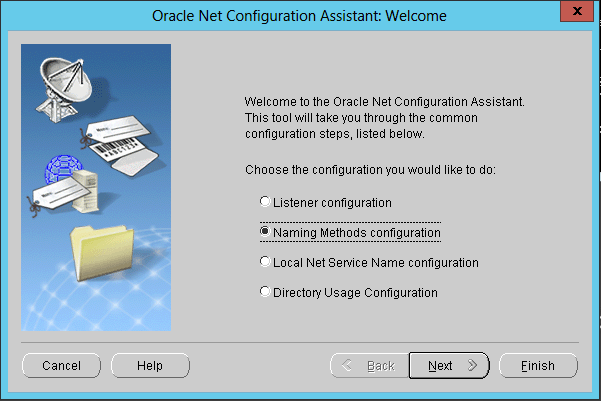 Oracle Net Configuration Assistant: Welcome
x
Welcome to the Oracle Net Configuration Assistant.
This tool will take you through the common
configuration steps, listed below.
Choose the configuration you would like to do:
Listener configuration
Naming Methods configuration
Local Net Service Name configuration
Directory Usage Configuration
Cancel Help Back Next Finish